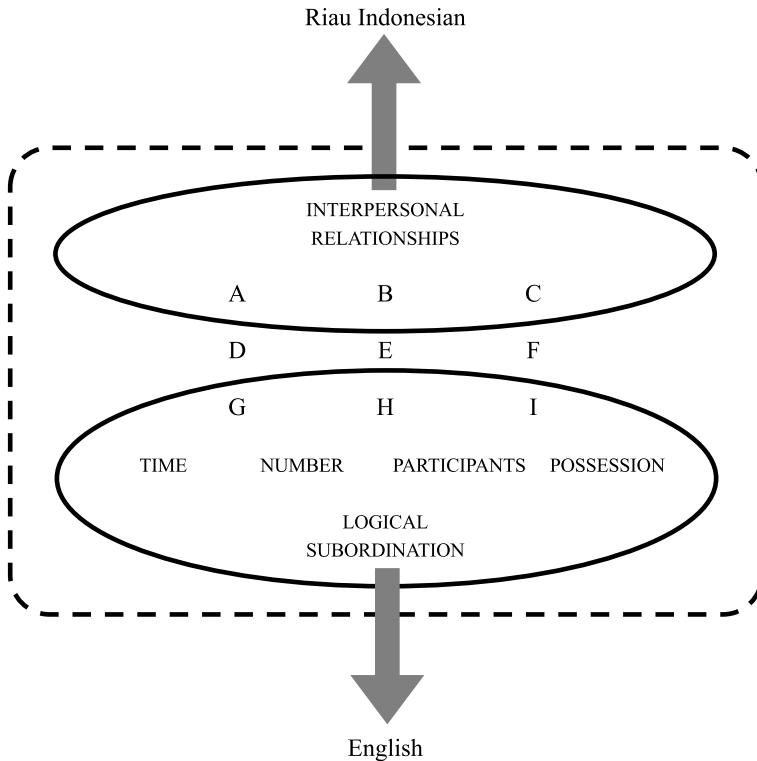 Riau Indonesian
INTERPERSONAL
RELATIONSHIPS
A B C
D E F
G H I
TIME NUMBER PARTICIPANTS POSSESSION
LOGICAL
SUBORDINATION
English